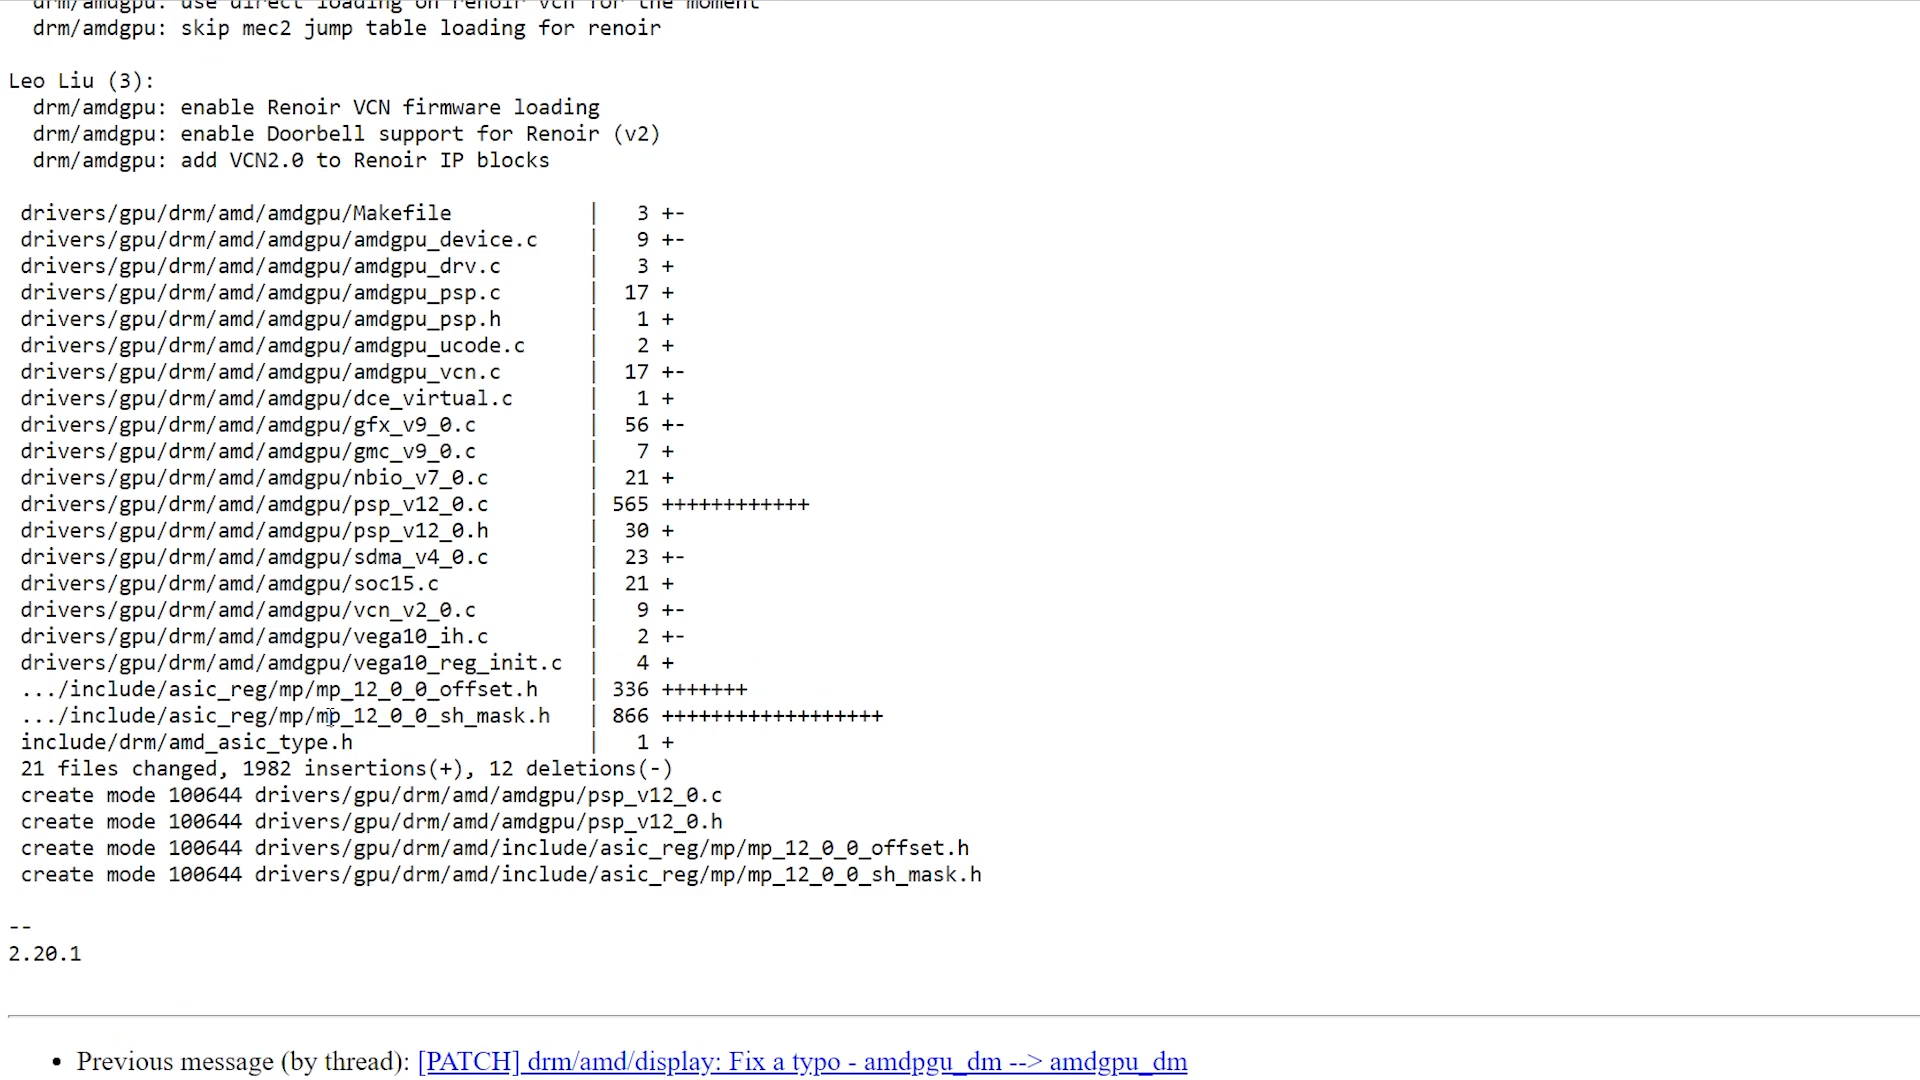 drm/amdgpu: use direct loading on renoir vcn for the moment
drm/amdgpu: skip mec2 jump table loading for renoir
Leo Liu (3):
drm/amdgpu: enable Renoir VCN firmware loading
drm/amdgpu: enable Doorbell support for Renoir (v2)
drm/amdgpu: add VCN2.0 to Renoir IP blocks
drivers/gpu/drm/amd/amdgpu/Makefile | 3 +-
drivers/gpu/drm/amd/amdgpu/amdgpu_device.c | 9 +-
drivers/gpu/drm/amd/amdgpu/amdgpu_drv.c | 3 +
drivers/gpu/drm/amd/amdgpu/amdgpu_psp.c | 17 +
drivers/gpu/drm/amd/amdgpu/amdgpu_psp.h | 1 +
drivers/gpu/drm/amd/amdgpu/amdgpu_ucode.c | 2 +
drivers/gpu/drm/amd/amdgpu/amdgpu_vcn.c | 17 +-
drivers/gpu/drm/amd/amdgpu/dce_virtual.c | 1 +
drivers/gpu/drm/amd/amdgpu/gfx_v9_0.c | 56 +-
drivers/gpu/drm/amd/amdgpu/gmc_v9_0.c | 7 +
drivers/gpu/drm/amd/amdgpu/nbio_v7_0.c | 21 +
drivers/gpu/drm/amd/amdgpu/psp_v12_0.c | 565 ++++++++++++
drivers/gpu/drm/amd/amdgpu/psp_v12_0.h | 30 +
drivers/gpu/drm/amd/amdgpu/sdma_v4_0.c | 23 +-
drivers/gpu/drm/amd/amdgpu/soc15.c | 21 +
drivers/gpu/drm/amd/amdgpu/vcn_v2_0.c | 9 +-
drivers/gpu/drm/amd/amdgpu/vega10_ih.c | 2 +-
drivers/gpu/drm/amd/amdgpu/vega10_reg_init.c | 4 +
.../include/asic_reg/mp/mp_12_0_0_offset.h | 336 +++++++
.../include/asic_reg/mp/mp_12_0_0_sh_mask.h | 866 ++++++++++++++++++
include/drm/amd_asic_type.h | 1 +
21 files changed, 1982 insertions(+), 12 deletions(-)
create mode 100644 drivers/gpu/drm/amd/amdgpu/psp_v12_0.c
create mode 100644 drivers/gpu/drm/amd/amdgpu/psp_v12_0.h
create mode 100644 drivers/gpu/drm/amd/include/asic_reg/mp/mp_12_0_0_offset.h
create mode 100644 drivers/gpu/drm/amd/include/asic_reg/mp/mp_12_0_0_sh_mask.h
--
2.20.1
• Previous message (by thread): [PATCH] drm/amd/display: Fix a typo - amdpgu_dm --> amdgpu_dm